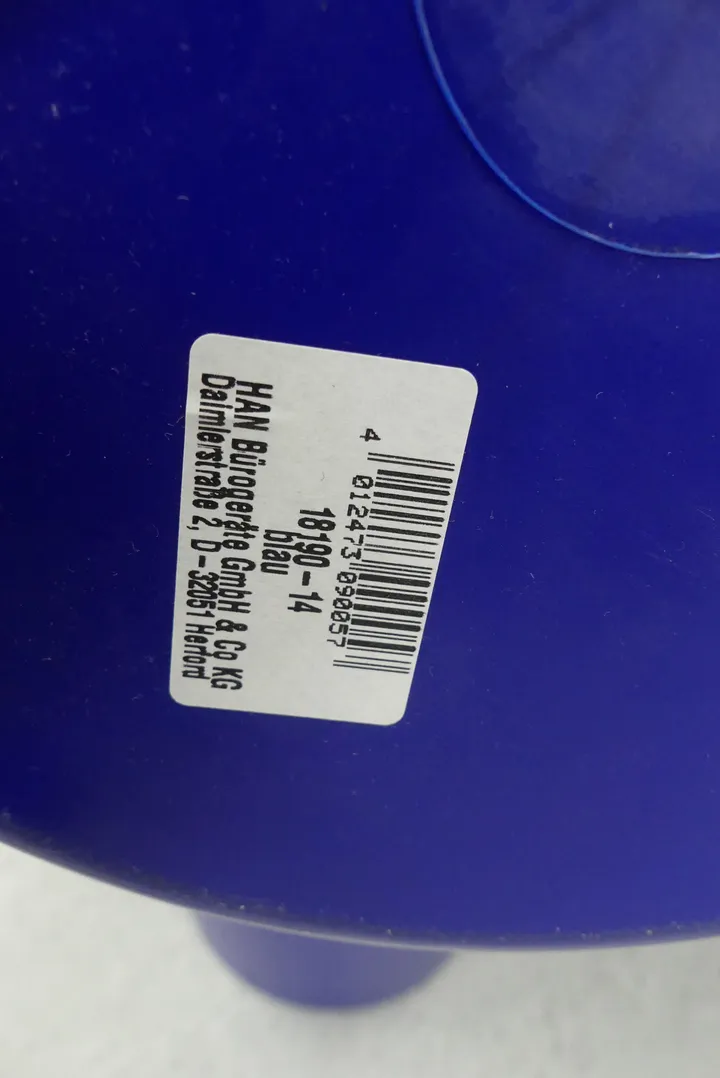 4 012473 090057
18190-14
blau
HAN Bürogeräte GmbH & Co KG
Daimlerstraße 2, D-32051 Herford